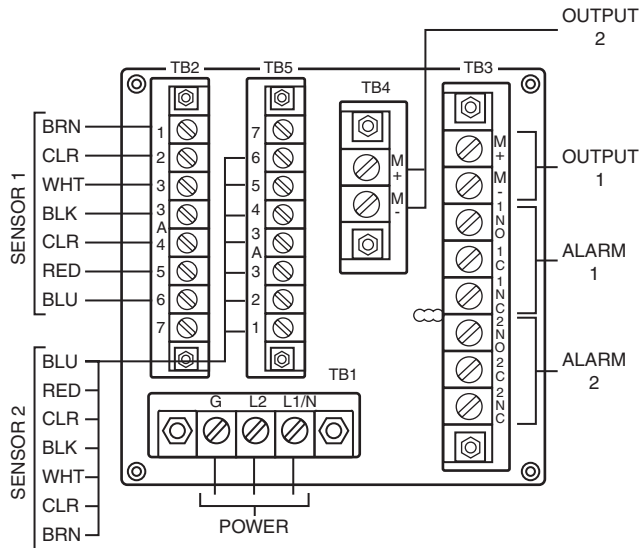 OUTPUT
2
TB2
TB5
TB4
TB3
SENSOR 1
BRN
CLR
WHT
BLK
CLR
RED
BLU
1
2
3
3
A
4
5
6
7
7
6
5
4
3
A
3
2
1
M
+
M
-
M
+
M
-
1
N
O
1
C
1
N
C
2
N
O
2
C
2
N
C
OUTPUT
1
ALARM
1
ALARM
2
SENSOR 2
BLU
RED
CLR
BLK
WHT
CLR
BRN
TB1
G L2 L1/N
POWER